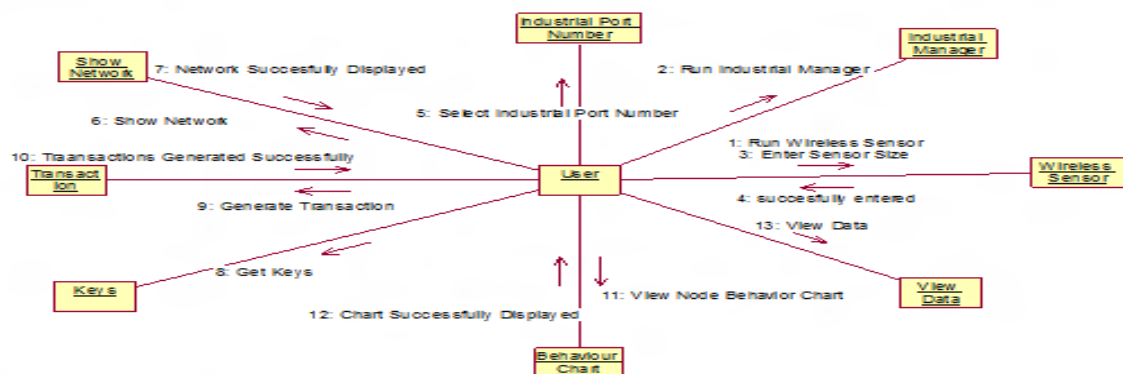 Industrial Port
Number
Industrial
Manager
Show
Network
7: Network Succesfully Displayed
2: Run Industrial Manager
5: Select Industrial Port Number
6: Show Network
1: Run Wireless Sensor
3: Enter Sensor Size
10: Traansactions Generated Successfully
Transact
ion
User
Wireless
Sensor
4: succesfully entered
9: Generate Transaction
13: View Data
8: Get Keys
Keys
11: View Node Behavior Chart
View
Data
12: Chart Successfully Displayed
Behaviour
Chart